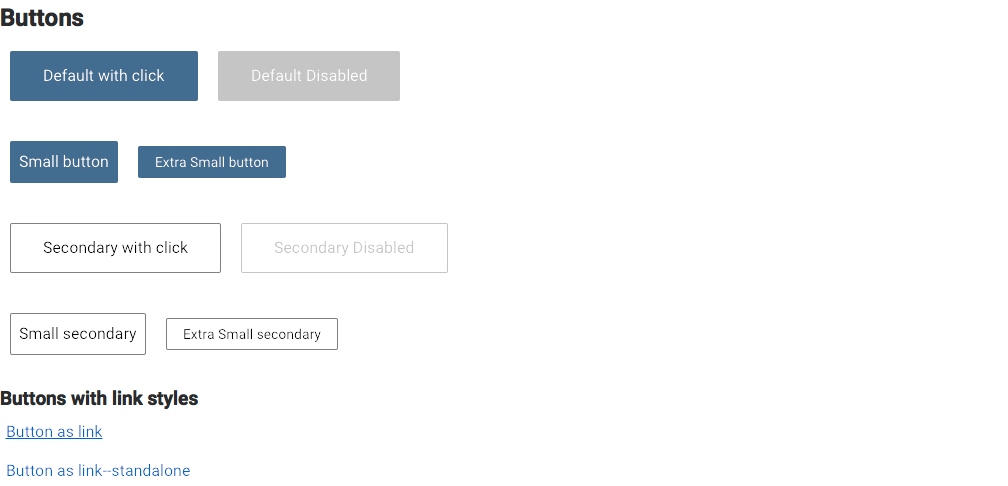 Buttons
Default with click
Default Disabled
Small button
Extra Small button
Secondary with click
Secondary Disabled
Small secondary
Extra Small secondary
Buttons with link styles
Button as link
Button as link--standalone